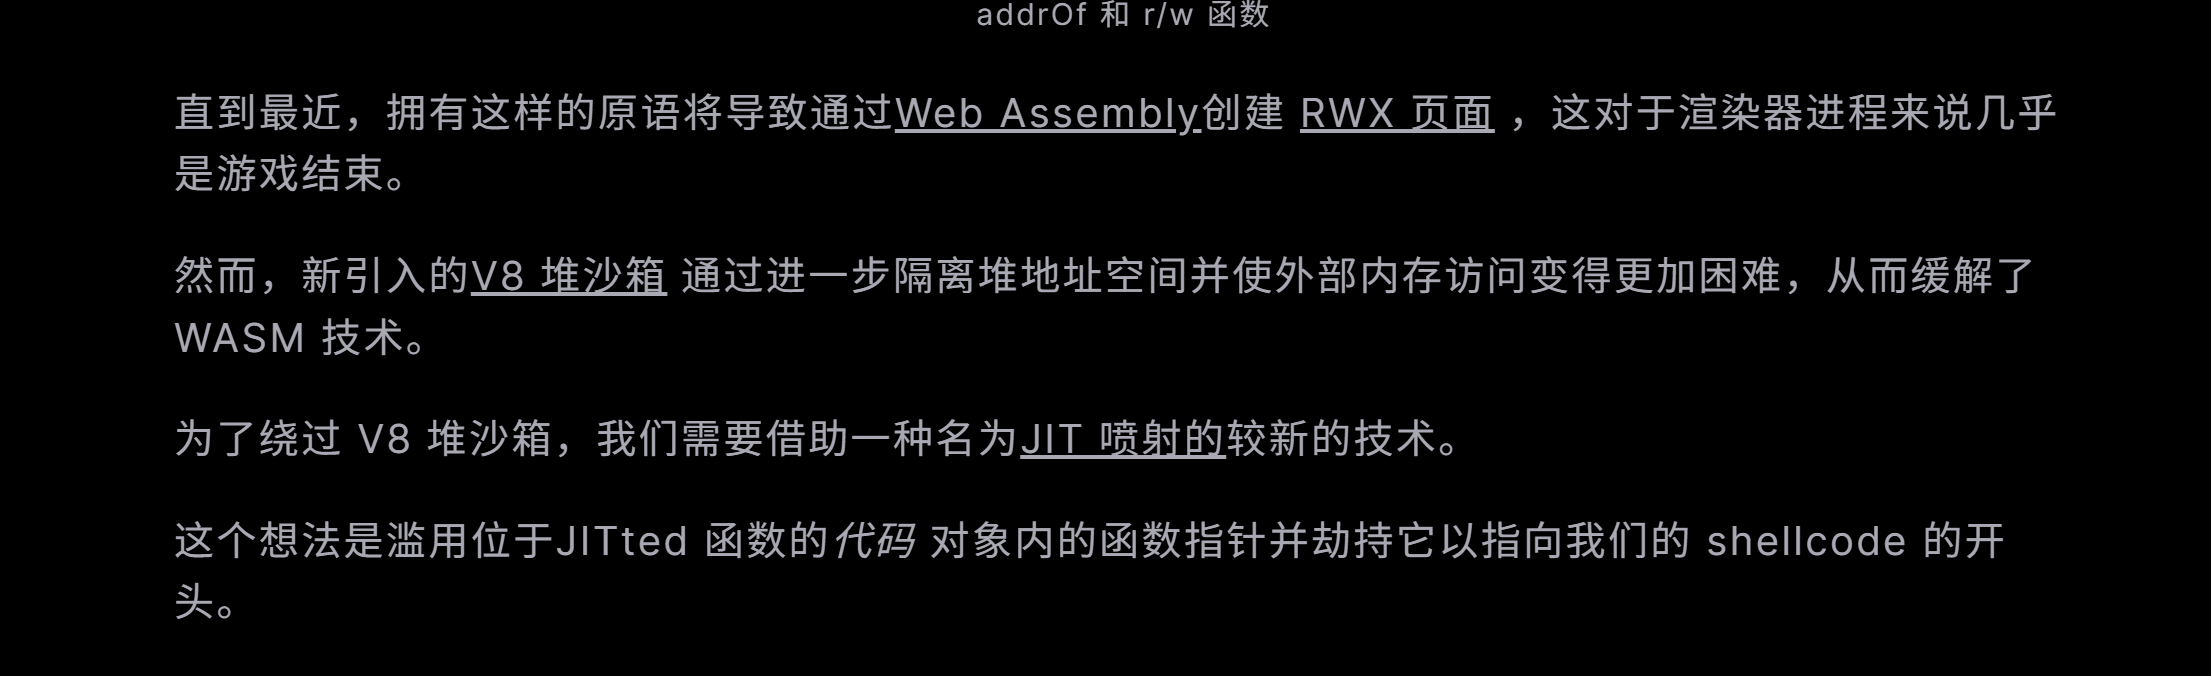 addrOf 和 r/w 函数
直到最近，拥有这样的原语将导致通过Web Assembly创建 RWX 页面 ，这对于渲染器进程来说几乎
是游戏结束。
然而，新引入的V8 堆沙箱 通过进一步隔离堆地址空间并使外部内存访问变得更加困难，从而缓解了
WASM 技术。
为了绕过 V8 堆沙箱，我们需要借助一种名为JIT 喷射的较新的技术。
这个想法是滥用位于JITted 函数的代码 对象内的函数指针并劫持它以指向我们的 shellcode 的开
头。